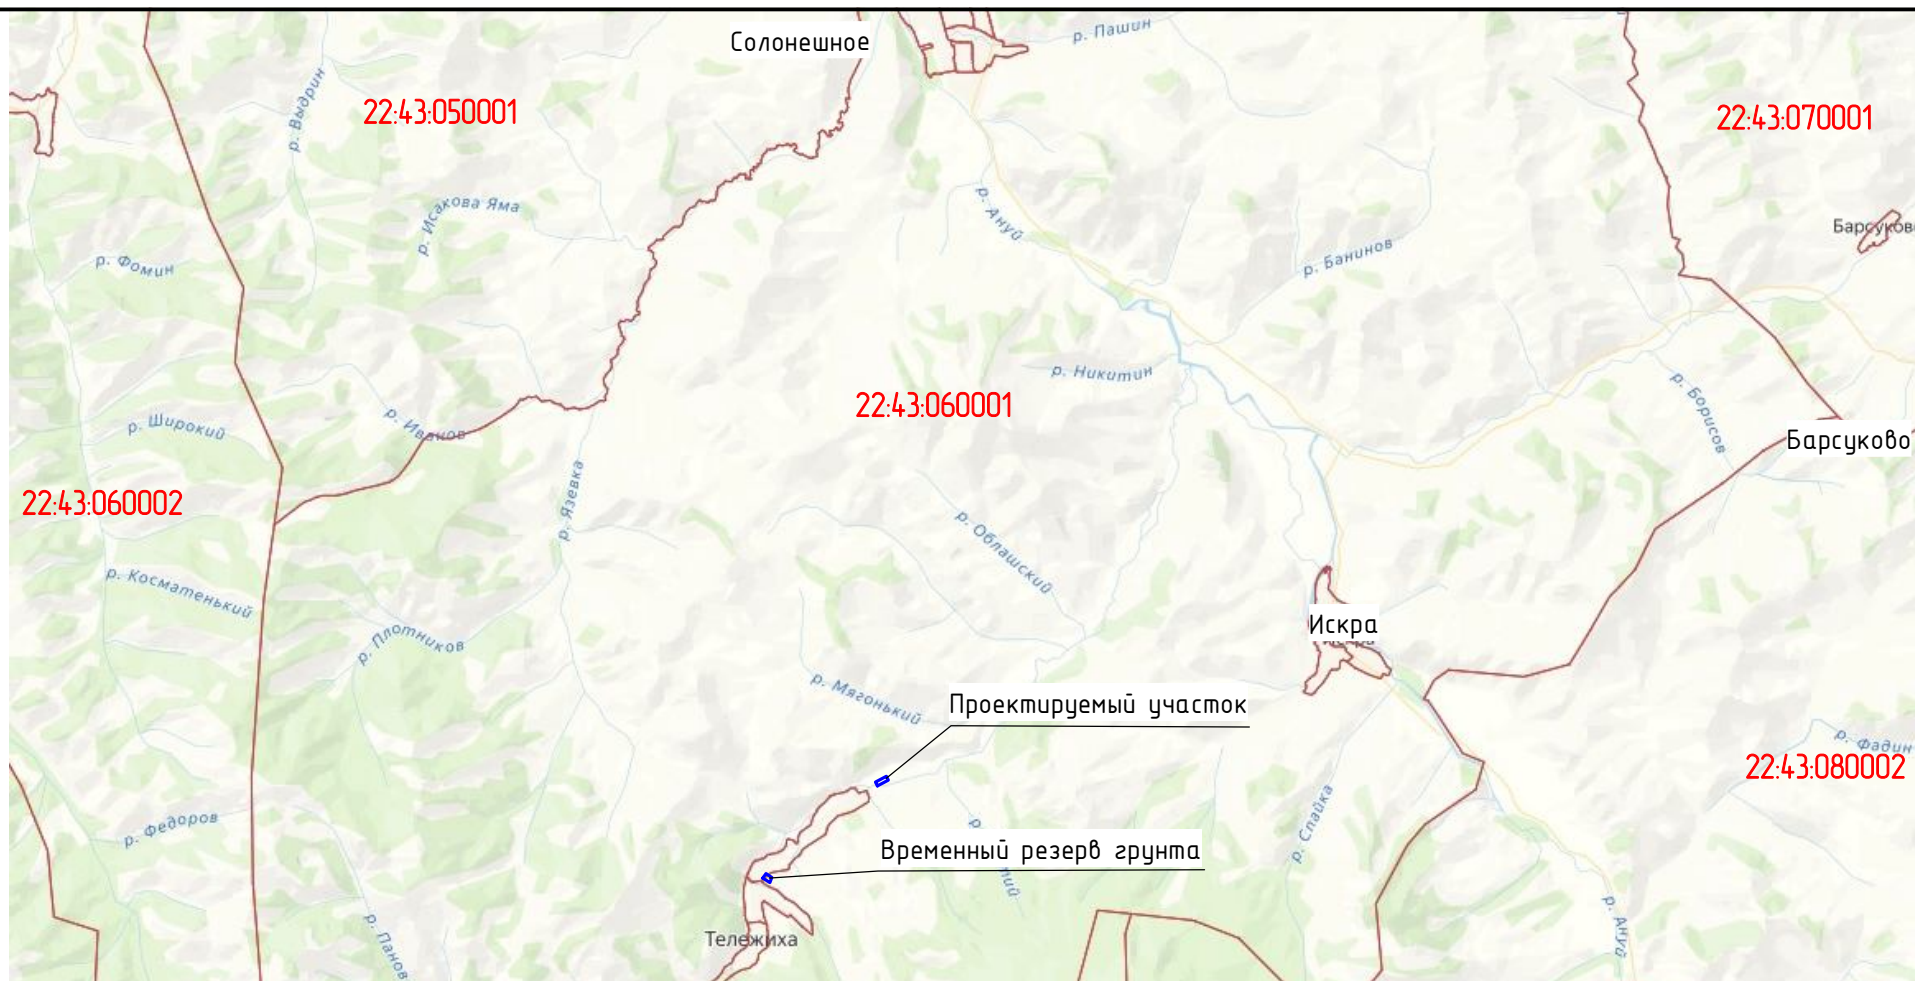 Солонешное
р. Пашин
р. Выдрин
22:43:050001
22:43:070001
р. Исакова Яма
р. Ануй
Барсуково
р. Фомин
р. Банинов
р. Никитин
р. Борисов
22:43:060001
р. Широкий
р. Иванов
Барсуково
р. Язевка
22:43:060002
р. Облашский
р. Косматенький
р. Плотников
Искра
р. Мягонький
Проектируемый участок
р. Фадин
22:43:080002
р. Федоров
р. Слайка
Временный резерв грунта
р. Панов
Тележиха
р. Ануй